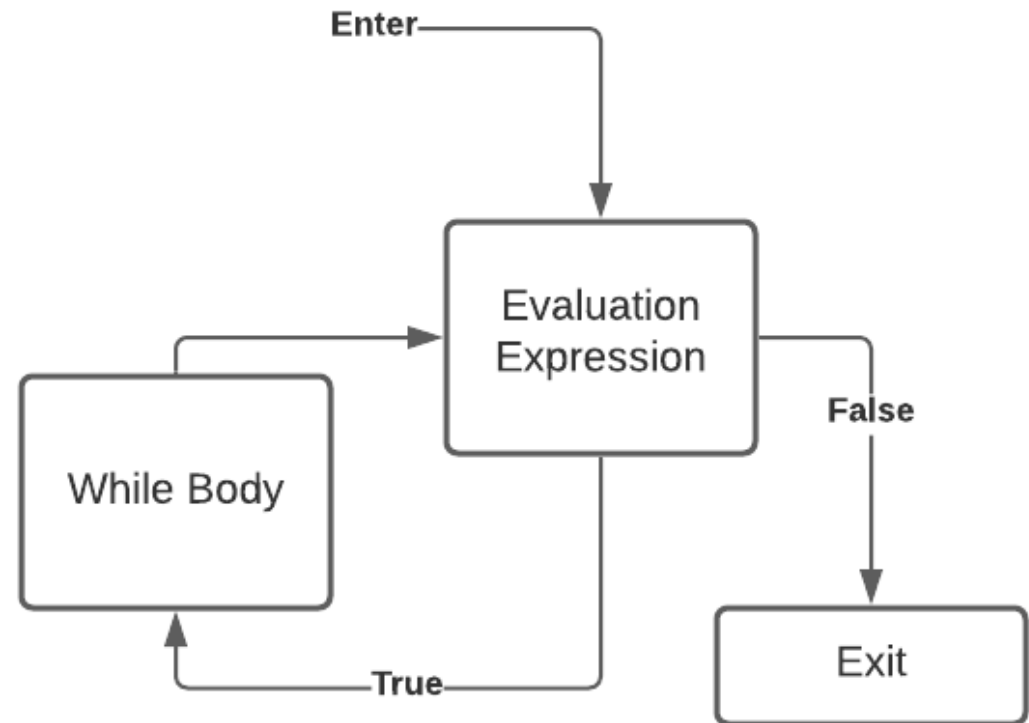 Enter
Evaluation
Expression
False
While Body
True
Exit